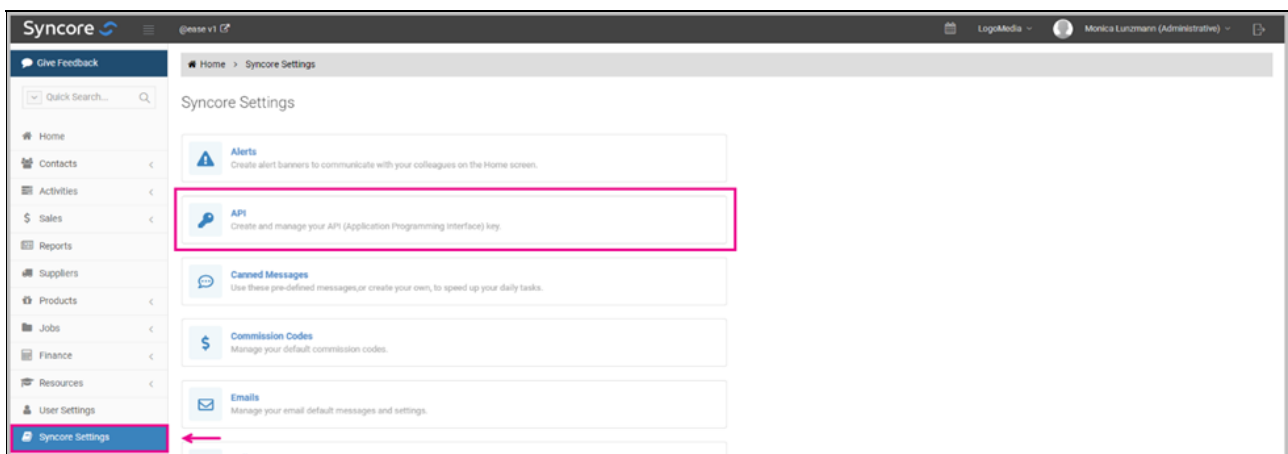 Syncore
@ease v1
LogoMedia
Monica Lunzmann (Administrative)
Give Feedback
Home > Syncore Settings
Quick Search...
Syncore Settings
Home
Contacts
Activities
$ Sales
Reports
Suppliers
Products
Jobs
Finance
Resources
User Settings
Syncore Settings
Alerts
Create alert banners to communicate with your colleagues on the Home screen.
API
Create and manage your API (Application Programming Interface) key.
Canned Messages
Use these pre-defined messages,or create your own, to speed up your daily tasks.
$ Commission Codes
Manage your default commission codes.
Emails
Manage your email default messages and settings.